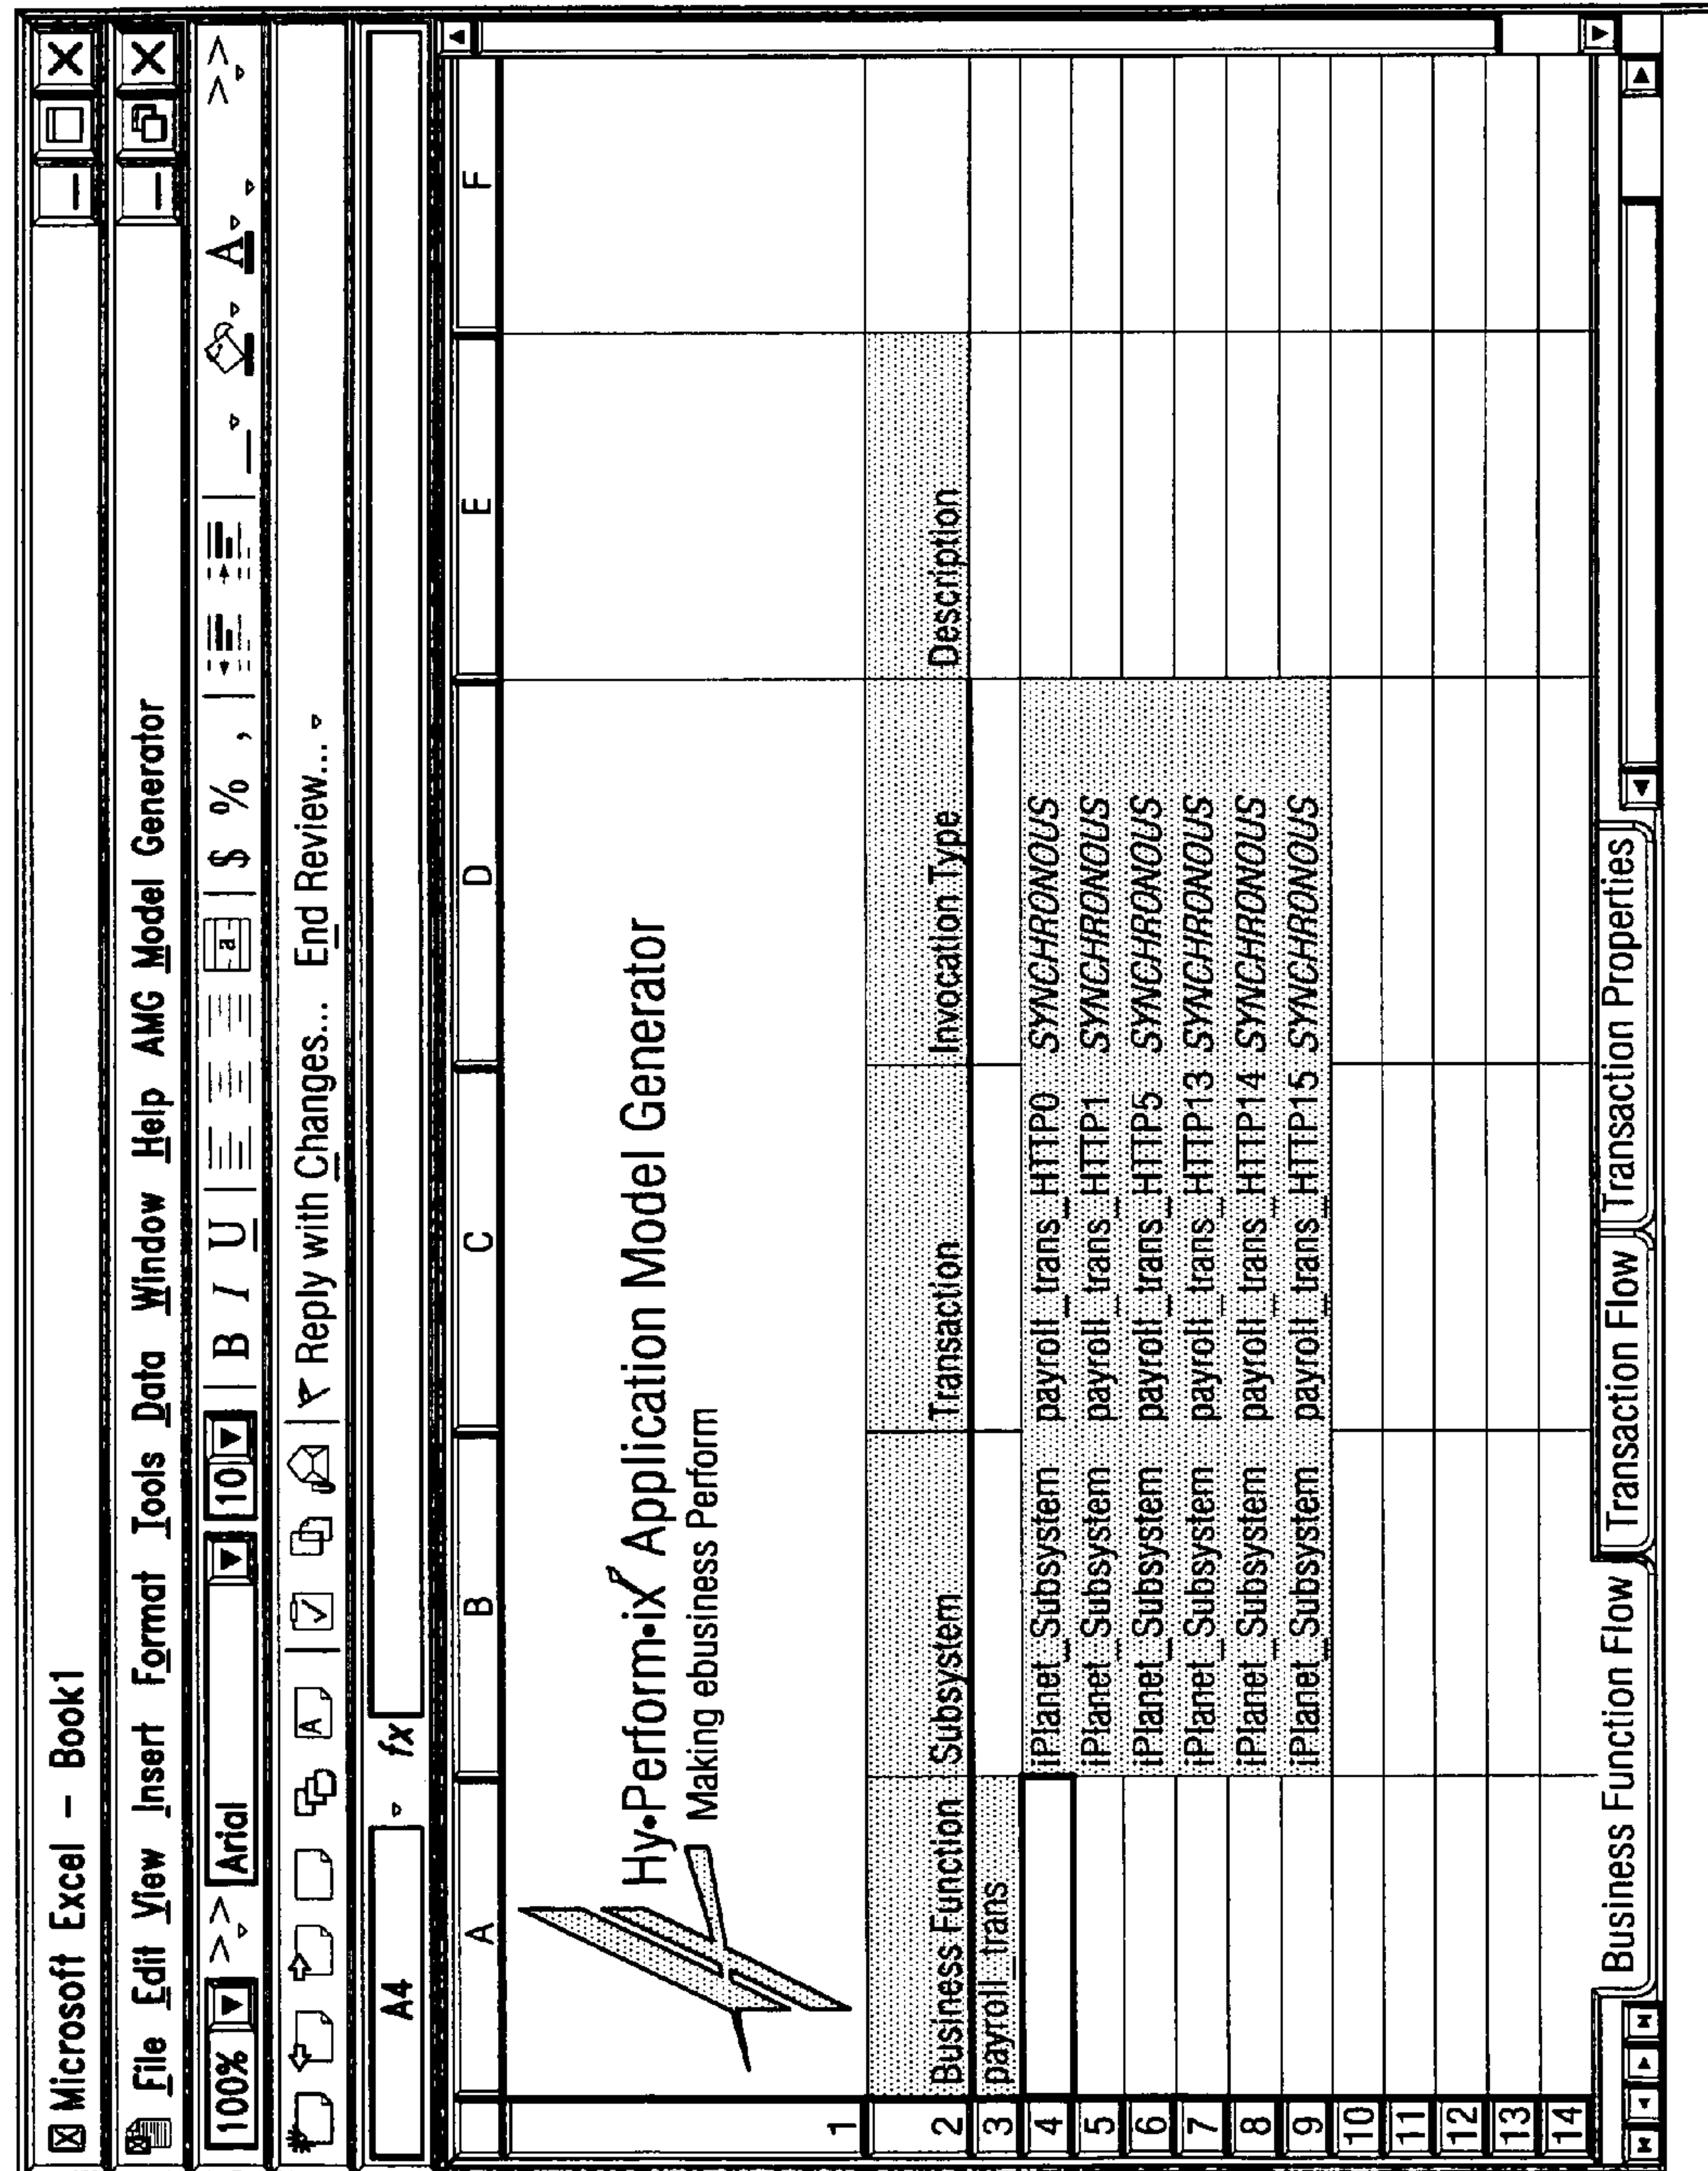 Microsoft Excel – Book1
File Edit View Insert Format Tools Data Window Help AMG Model Generator
100% >> Arial 10 B I U a $ % , A >>
A Reply with Changes... End Review...
A4 fx
A B C D E F
1 Hy•Perform•iX Application Model Generator
Making ebusiness Perform
2 Business Function Subsystem Transaction Invocation Type Description
3 payroll_trans
4 iPlanet_Subsystem payroll_trans_HTTP0 SYNCHRONOUS
5 iPlanet_Subsystem payroll_trans_HTTP1 SYNCHRONOUS
6 iPlanet_Subsystem payroll_trans_HTTP5 SYNCHRONOUS
7 iPlanet_Subsystem payroll_trans_HTTP13 SYNCHRONOUS
8 iPlanet_Subsystem payroll_trans_HTTP14 SYNCHRONOUS
9 iPlanet_Subsystem payroll_trans_HTTP15 SYNCHRONOUS
10
11
12
13
14
Business Function Flow Transaction Flow Transaction Properties